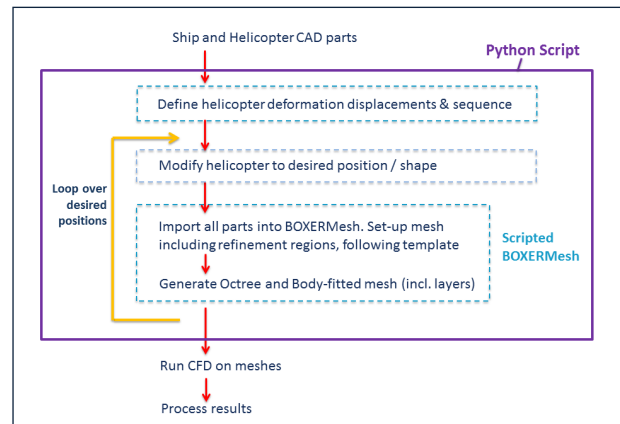 Ship and Helicopter CAD parts
Python Script
Define helicopter deformation displacements & sequence
Modify helicopter to desired position / shape
Loop over
desired
positions
Import all parts into BOXERMesh. Set-up mesh
including refinement regions, following template
Scripted
BOXERMesh
Generate Octree and Body-fitted mesh (incl. layers)
Run CFD on meshes
Process results